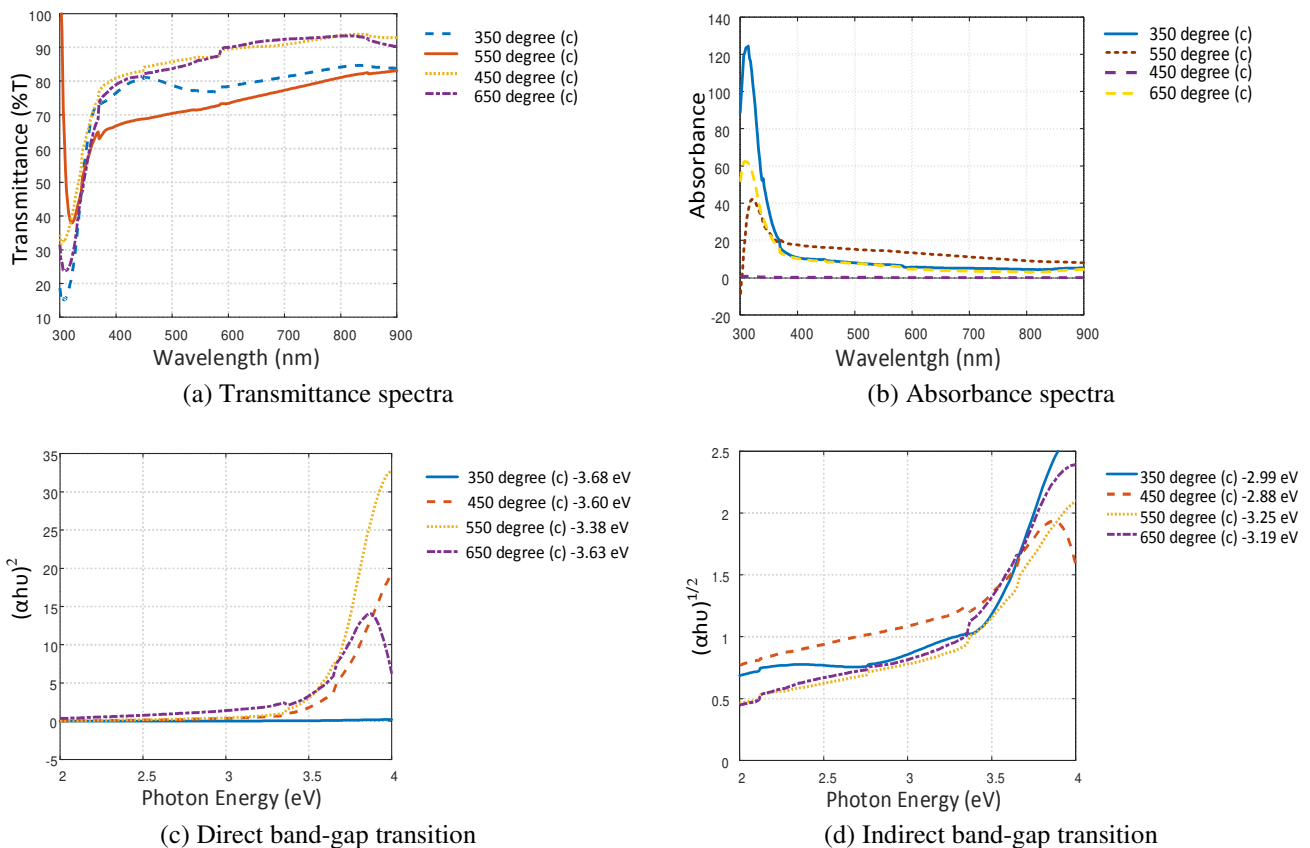 100
90
80
70
60
50
40
30
20
10
300 400 500 600 700 800 900
Transmittance (%T)
Wavelength (nm)
350 degree (c)
550 degree (c)
450 degree (c)
650 degree (c)
(a) Transmittance spectra
140
120
100
80
60
40
20
0
-20
300 400 500 600 700 800 900
Absorbance
Wavelentgh (nm)
350 degree (c)
550 degree (c)
450 degree (c)
650 degree (c)
(b) Absorbance spectra
35
30
25
20
15
10
5
0
-5
2 2.5 3 3.5 4
(αhυ)²
Photon Energy (eV)
350 degree (c) -3.68 eV
450 degree (c) -3.60 eV
550 degree (c) -3.38 eV
650 degree (c) -3.63 eV
(c) Direct band-gap transition
2.5
2
1.5
1
0.5
0
2 2.5 3 3.5 4
(αhυ)^1/2
Photon Energy (eV)
350 degree (c) -2.99 eV
450 degree (c) -2.88 eV
550 degree (c) -3.25 eV
650 degree (c) -3.19 eV
(d) Indirect band-gap transition